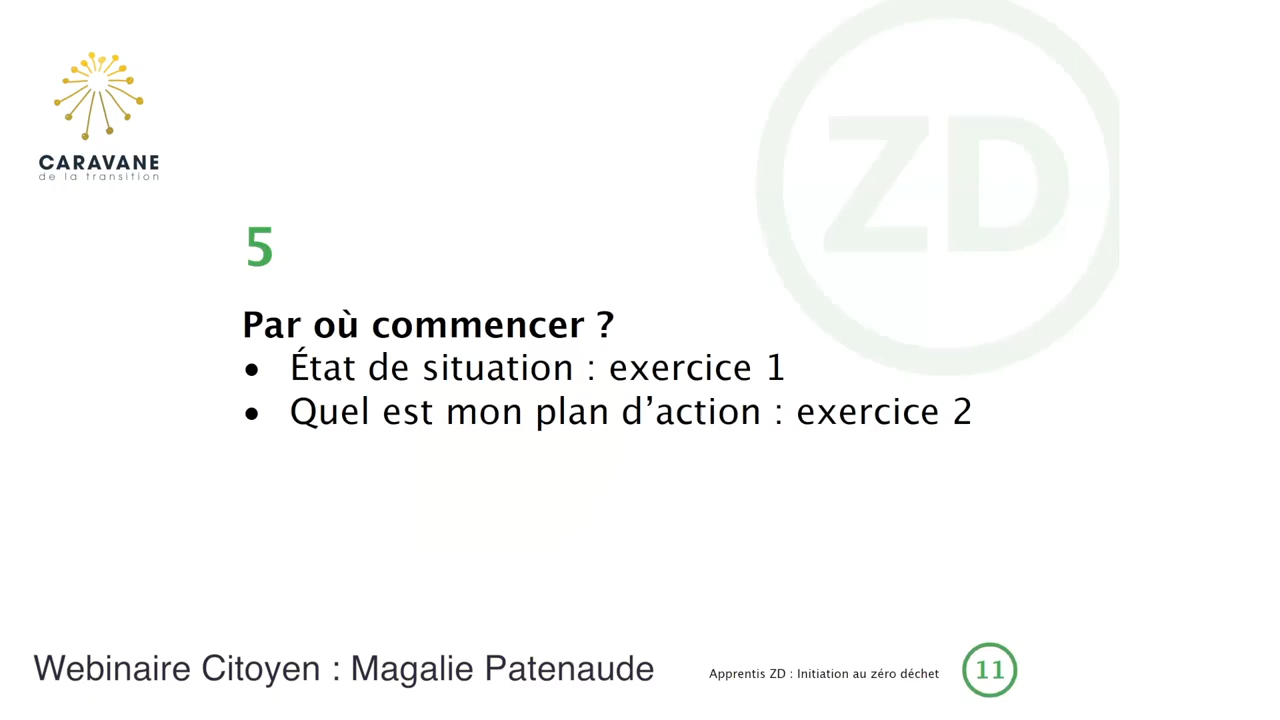 CARAVANE
de la transition
ZD
5
Par où commencer ?
• État de situation : exercice 1
• Quel est mon plan d’action : exercice 2
Webinaire Citoyen : Magalie Patenaude
Apprentis ZD : Initiation au zéro déchet
11